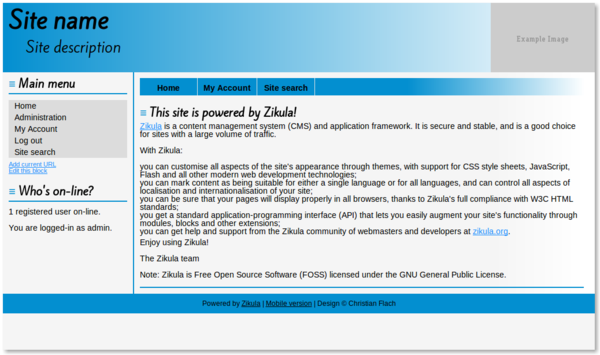 Site name
Site description
Example Image
Main menu
Home
Administration
My Account
Log out
Site search
Add current URL
Edit this block
Who's on-line?
1 registered user on-line.
You are logged-in as admin.
Home My Account Site search
This site is powered by Zikula!
Zikula is a content management system (CMS) and application framework. It is secure and stable, and is a good choice
for sites with a large volume of traffic.
With Zikula:
you can customise all aspects of the site's appearance through themes, with support for CSS style sheets, JavaScript,
Flash and all other modern web development technologies;
you can mark content as being suitable for either a single language or for all languages, and can control all aspects of
localisation and internationalisation of your site;
you can be sure that your pages will display properly in all browsers, thanks to Zikula's full compliance with W3C HTML
standards;
you get a standard application-programming interface (API) that lets you easily augment your site's functionality through
modules, blocks and other extensions;
you can get help and support from the Zikula community of webmasters and developers at zikula.org.
Enjoy using Zikula!
The Zikula team
Note: Zikula is Free Open Source Software (FOSS) licensed under the GNU General Public License.
Powered by Zikula | Mobile version | Design © Christian Flach